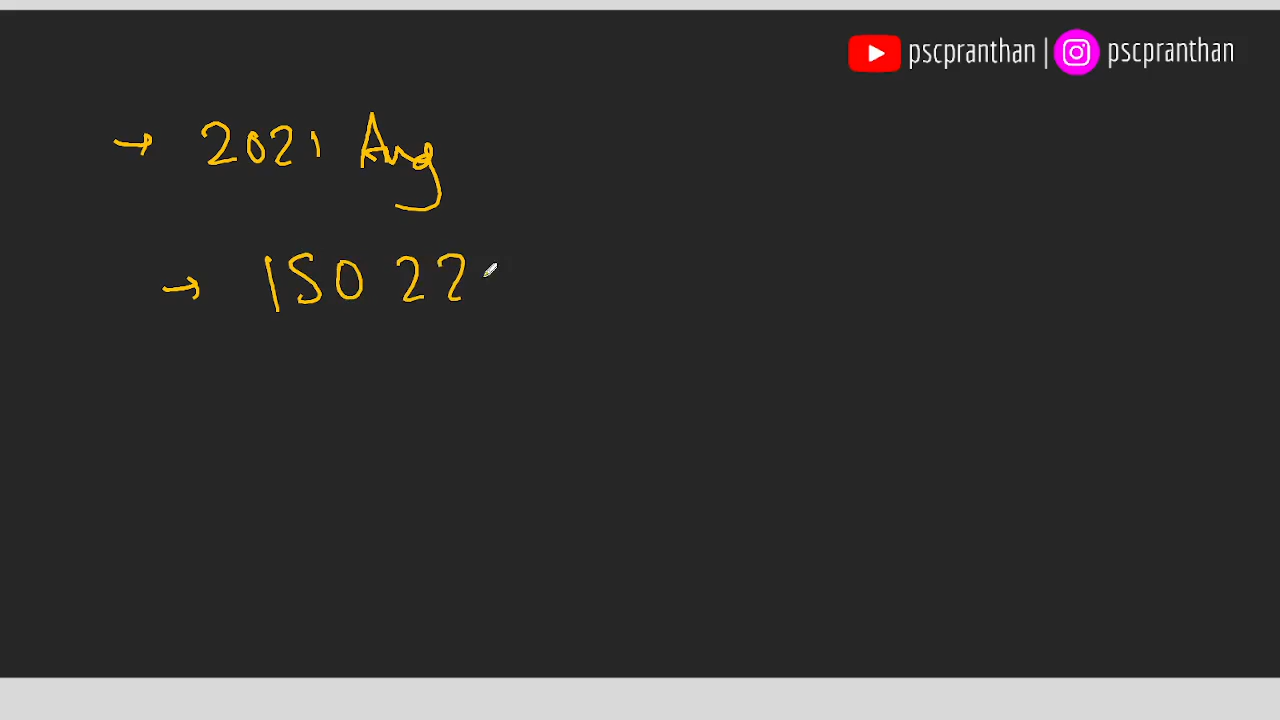 pscpranthan | pscpranthan
→ 2021 Aug
→ ISO 22